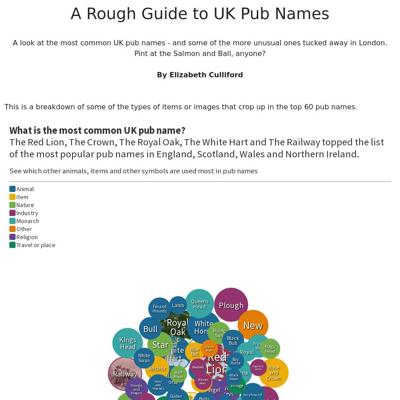 A Rough Guide to UK Pub Names
A look at the most common UK pub names - and some of the more unusual ones tucked away in London.
Pint at the Salmon and Ball, anyone?
By Elizabeth Culliford
This is a breakdown of some of the types of items or images that crop up in the top 60 pub names.
What is the most common UK pub name?
The Red Lion, The Crown, The Royal Oak, The White Hart and The Railway topped the list
of the most popular pub names in England, Scotland, Wales and Northern Ireland.
See which other animals, items and other symbols are used most in pub names
Animal
Item
Nature
Industry
Monarch
Other
Religion
Travel or place
Queens
Head
Plough
Lamb
Royal
Oak
Bull
New
Kings
Head
Star
Black
Bull
Red
Lion
Railway